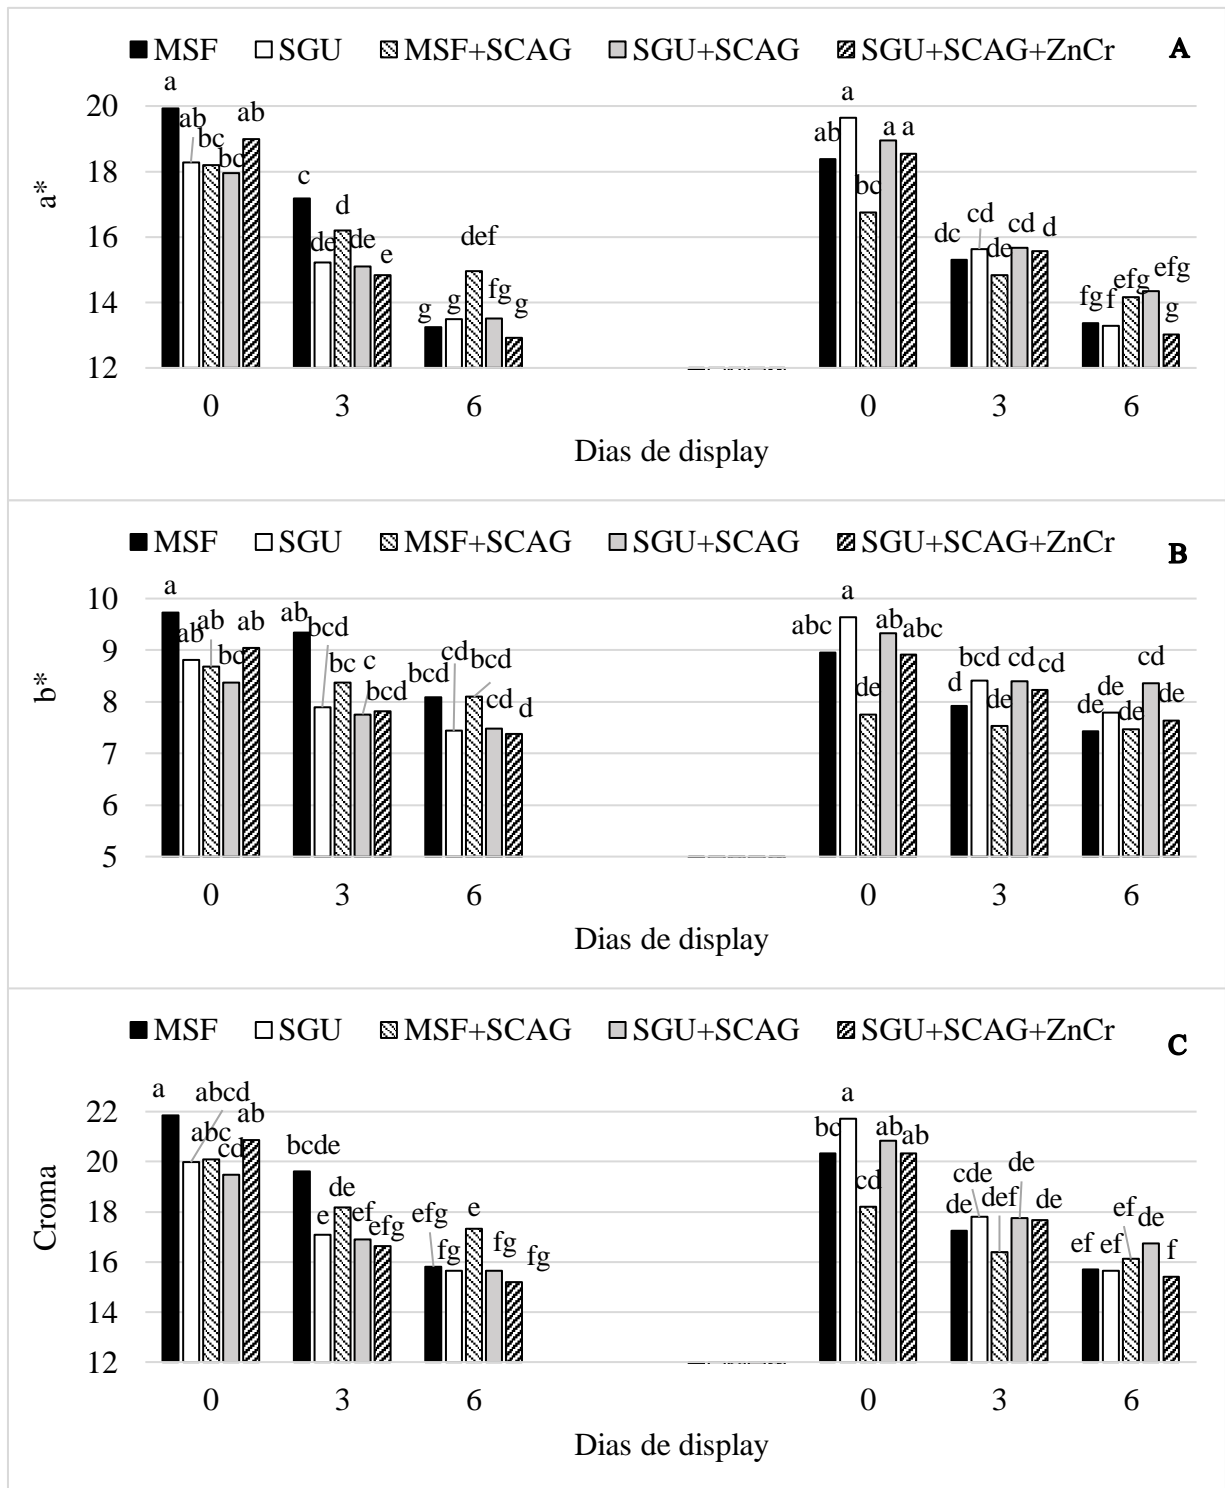 MSF SGU MSF+SCAG SGU+SCAG SGU+SCAG+ZnCr A
a*
20
18
16
14
12
a ab bc bc ab
c de d de e
g g def fg g
ab a bc a a
dc cd de cd d
fg f efg efg g
0 3 6 0 3 6
Dias de display
MSF SGU MSF+SCAG SGU+SCAG SGU+SCAG+ZnCr B
b*
10
9
8
7
6
5
a ab ab bc ab
ab bcd bc c bcd
bcd cd bcd cd d
abc a de ab abc
d bcd de cd cd
de de de cd de
0 3 6 0 3 6
Dias de display
MSF SGU MSF+SCAG SGU+SCAG SGU+SCAG+ZnCr C
Croma
22
20
18
16
14
12
a abcd abc cd ab
bcde e de ef efg
efg fg e fg fg
bc a cd ab ab
de cde def de de
ef ef ef de f
0 3 6 0 3 6
Dias de display